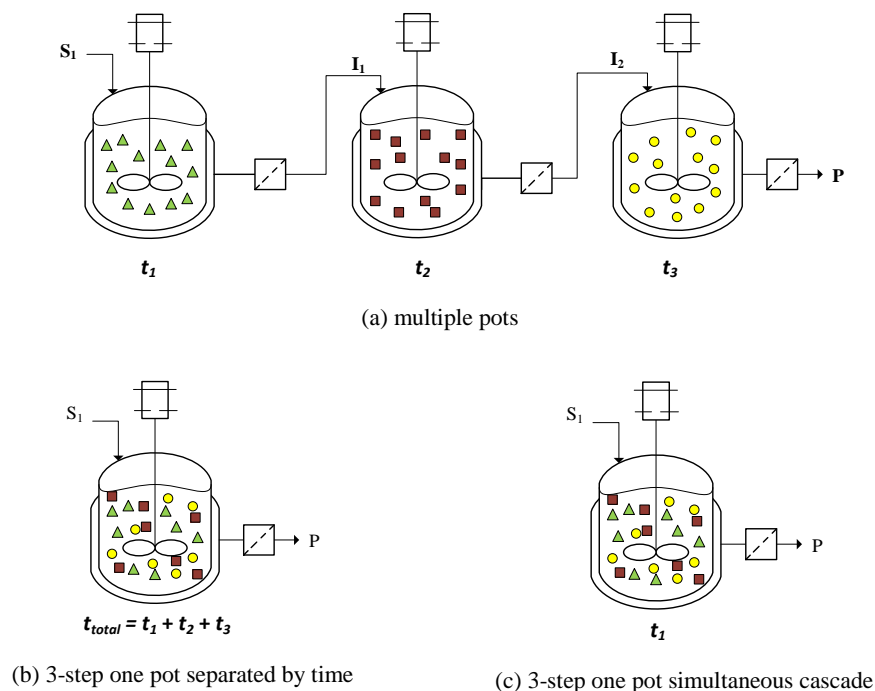 S₁
I₁
I₂
P
t₁
t₂
t₃
(a) multiple pots
S₁
P
t_total = t₁ + t₂ + t₃
(b) 3-step one pot separated by time
S₁
P
t₁
(c) 3-step one pot simultaneous cascade